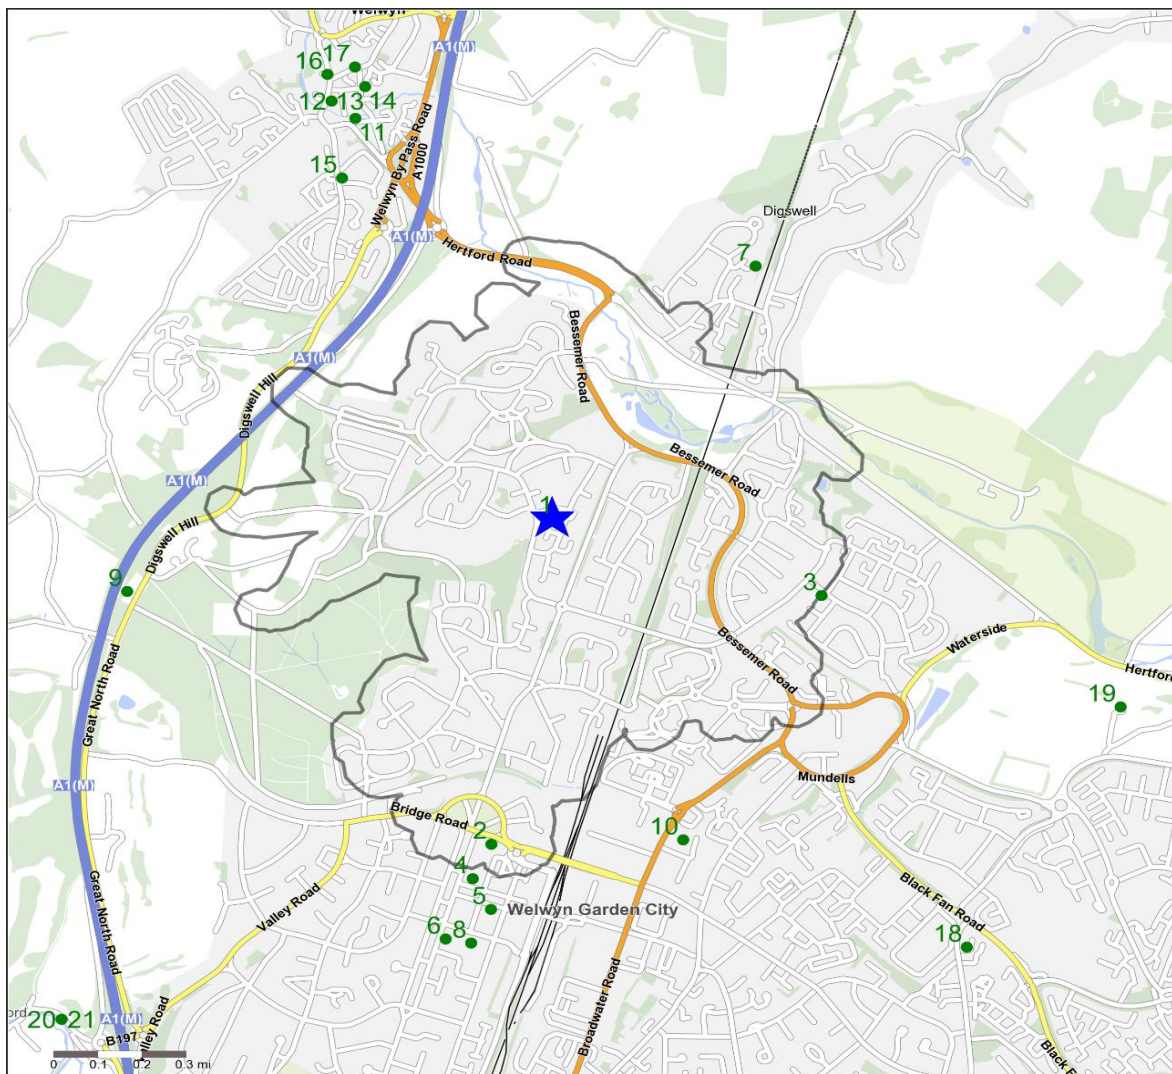 Welwyn
A1(M)
16
17
12
13
14
11
15
A1000
Welwyn By Pass Road
A1(M)
Hertford Road
Digswell
7
Bessemer Road
A1(M)
Digswell Hill
Bessemer Road
A1(M)
1
Digswell Hill
9
3
Great North Road
Bessemer Road
Waterside
Hertford
19
A1(M)
Mundells
Bridge Road
2
10
4
5
Welwyn Garden City
6
8
Valley Road
Black Fan Road
18
Great North Road
Broadwater Road
20
21
A1(M)
B197
Valley Road
Black F
0 0.1 0.2 0.3 mi